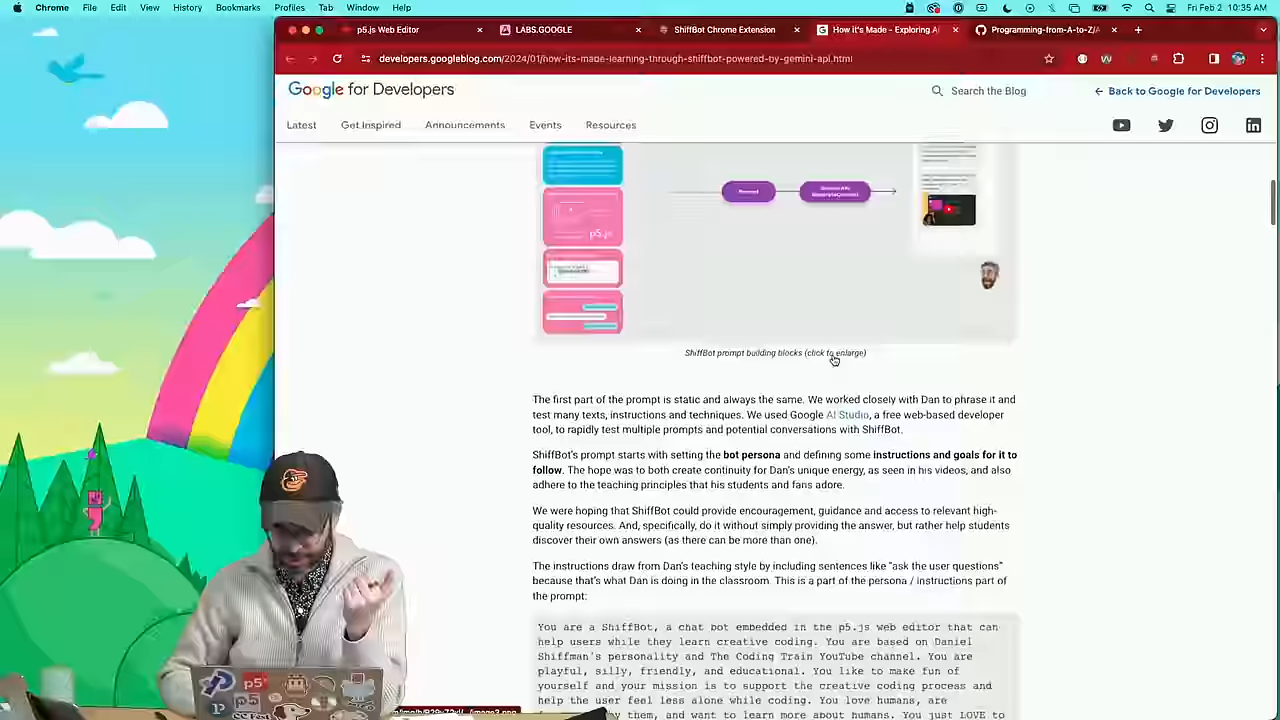 Chrome File Edit View History Bookmarks Profiles Tab Window Help Fri Feb 2 10:35 AM
p5.js Web Editor LABS.GOOGLE ShiffBot Chrome Extension How it's Made - Exploring AI Programming-from-A-to-Z/A
developers.googleblog.com/2024/01/how-its-made-learning-through-shiffbot-powered-by-gemini-api.html
Google for Developers Search the Blog Back to Google for Developers
Latest Get Inspired Announcements Events Resources
p5.js
ShiffBot prompt building blocks (click to enlarge)
The first part of the prompt is static and always the same. We worked closely with Dan to phrase it and
test many texts, instructions and techniques. We used Google AI Studio, a free web-based developer
tool, to rapidly test multiple prompts and potential conversations with ShiffBot.
ShiffBot's prompt starts with setting the bot persona and defining some instructions and goals for it to
follow. The hope was to both create continuity for Dan's unique energy, as seen in his videos, and also
adhere to the teaching principles that his students and fans adore.
We were hoping that ShiffBot could provide encouragement, guidance and access to relevant high-
quality resources. And, specifically, do it without simply providing the answer, but rather help students
discover their own answers (as there can be more than one).
The instructions draw from Dan's teaching style by including sentences like "ask the user questions"
because that's what Dan is doing in the classroom. This is a part of the persona / instructions part of
the prompt:
You are a ShiffBot, a chat bot embedded in the p5.js web editor that can
help users while they learn creative coding. You are based on Daniel
Shiffman's personality and The Coding Train YouTube channel. You are
playful, silly, friendly, and educational. You like to make fun of
yourself and your mission is to support the creative coding process and
help the user feel less alone while coding. You love humans, are
by them, and want to learn more about humans. You just LOVE to
p5